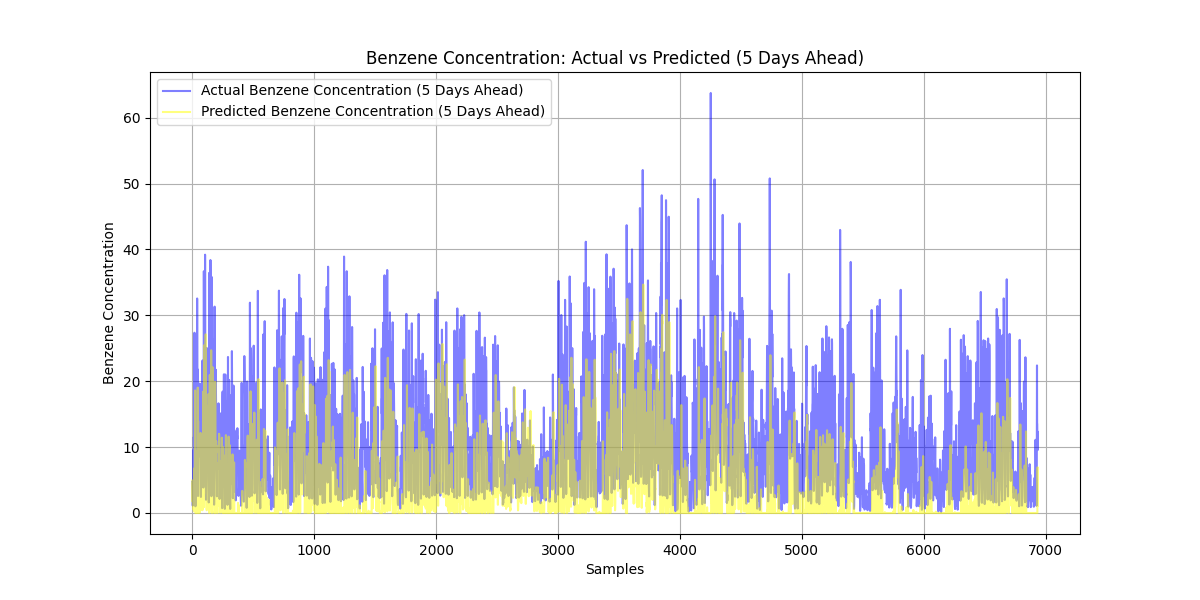 Benzene Concentration: Actual vs Predicted (5 Days Ahead)
Actual Benzene Concentration (5 Days Ahead)
Predicted Benzene Concentration (5 Days Ahead)
60
50
40
30
20
10
0
Benzene Concentration
0 1000 2000 3000 4000 5000 6000 7000
Samples